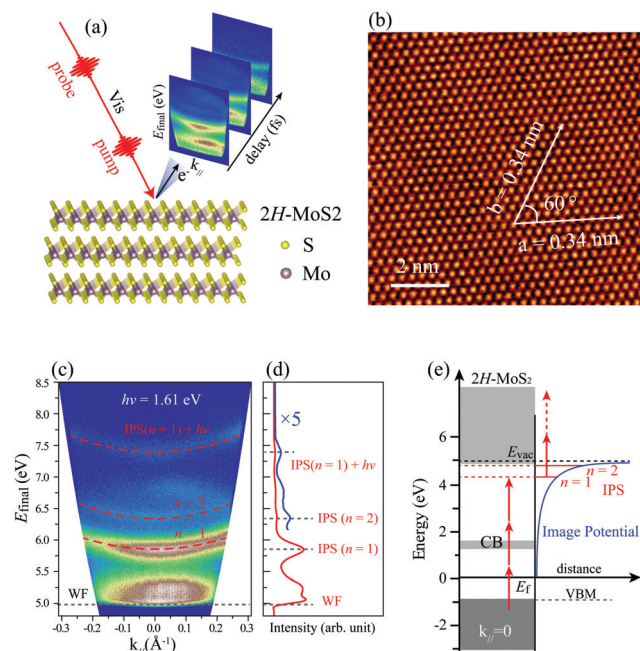 (a)
probe
Vis
pump
E_final (eV)
k_//
e⁻
delay (fs)
2H-MoS2
S
Mo
(b)
b = 0.34 nm
60 °
a = 0.34 nm
2 nm
(c)
hν = 1.61 eV
IPS(n = 1) + hν
n = 2
n = 1
WF
8.5
8.0
7.5
7.0
6.5
6.0
5.5
5.0
E_final (eV)
-0.3 -0.2 -0.1 0.0 0.1 0.2 0.3
k_//(Å⁻¹)
(d)
×5
IPS(n = 1) + hν
IPS (n = 2)
IPS (n = 1)
WF
Intensity (arb. unit)
(e)
2H-MoS₂
E_vac
n = 2
n = 1
IPS
CB
Image Potential
distance
E_f
VBM
k_//=0
6
4
2
0
-2
Energy (eV)